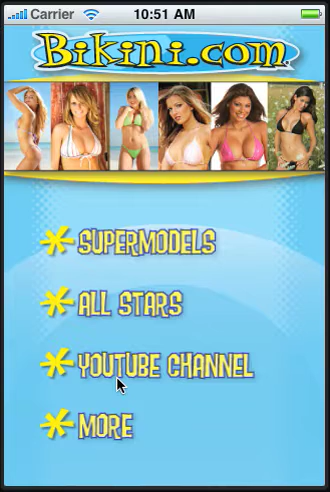 Carrier 10:51 AM
Bikini.com
SUPERMODELS
ALL STARS
YOUTUBE CHANNEL
MORE